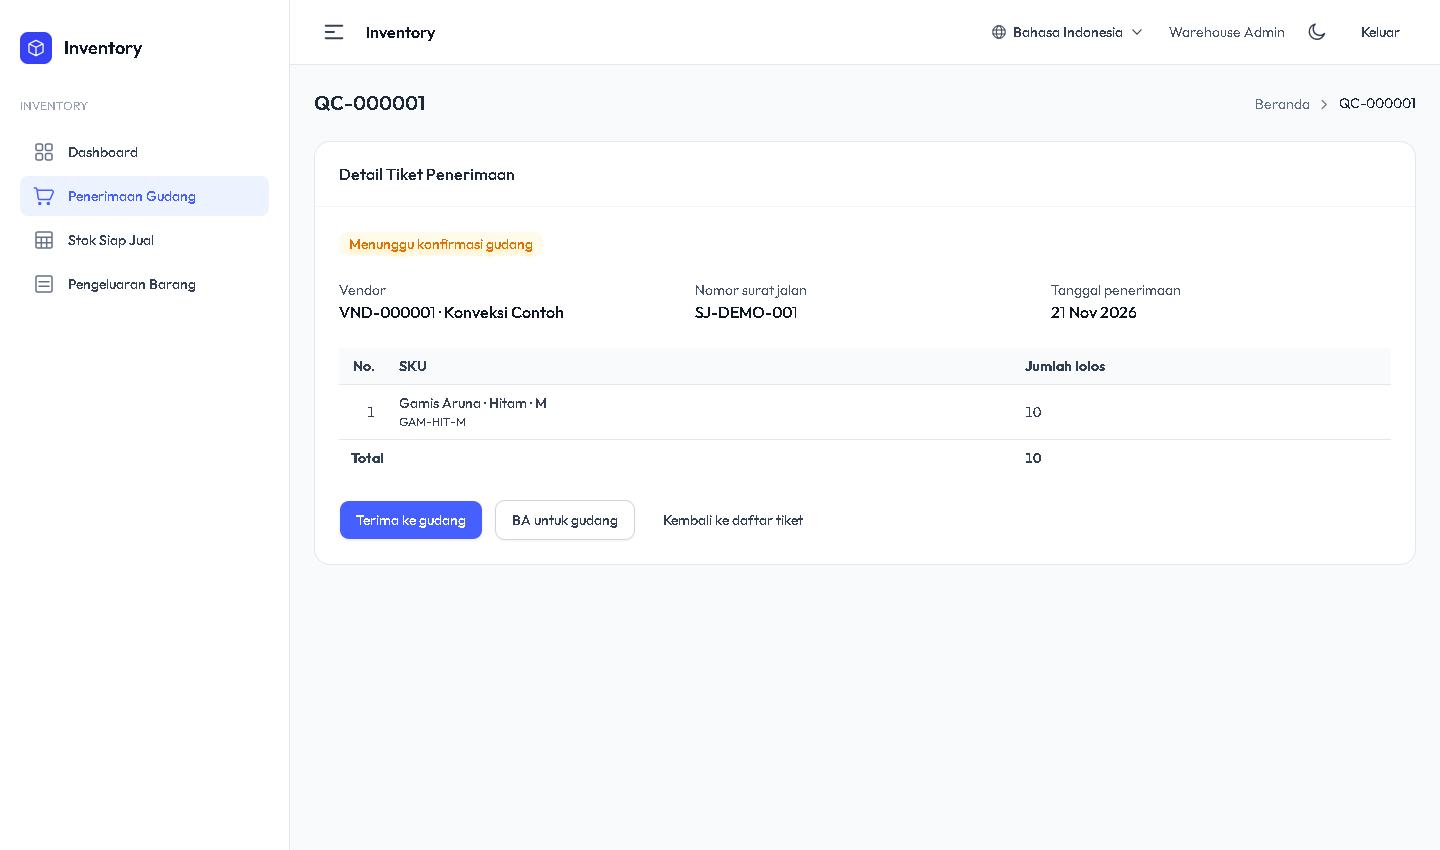 Inventory
INVENTORY
Dashboard
Penerimaan Gudang
Stok Siap Jual
Pengeluaran Barang
Inventory
Bahasa Indonesia
Warehouse Admin
Keluar
QC-000001
Beranda > QC-000001
Detail Tiket Penerimaan
Menunggu konfirmasi gudang
Vendor
VND-000001 · Konveksi Contoh
Nomor surat jalan
SJ-DEMO-001
Tanggal penerimaan
21 Nov 2026
No. SKU Jumlah lolos
1 Gamis Aruna · Hitam · M 10
GAM-HIT-M
Total 10
Terima ke gudang
BA untuk gudang
Kembali ke daftar tiket